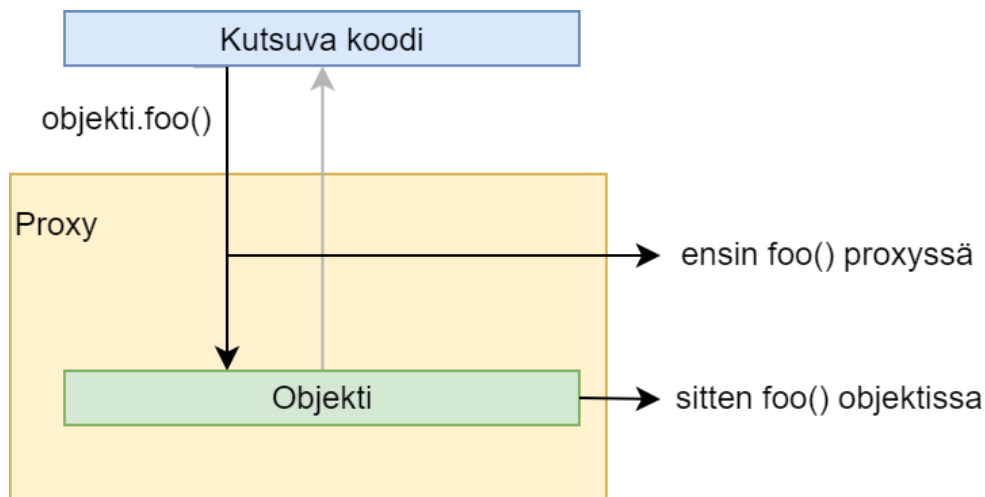 Kutsuva koodi
objekti.foo()
Proxy
ensin foo() proxyssä
Objekti
sitten foo() objektissa